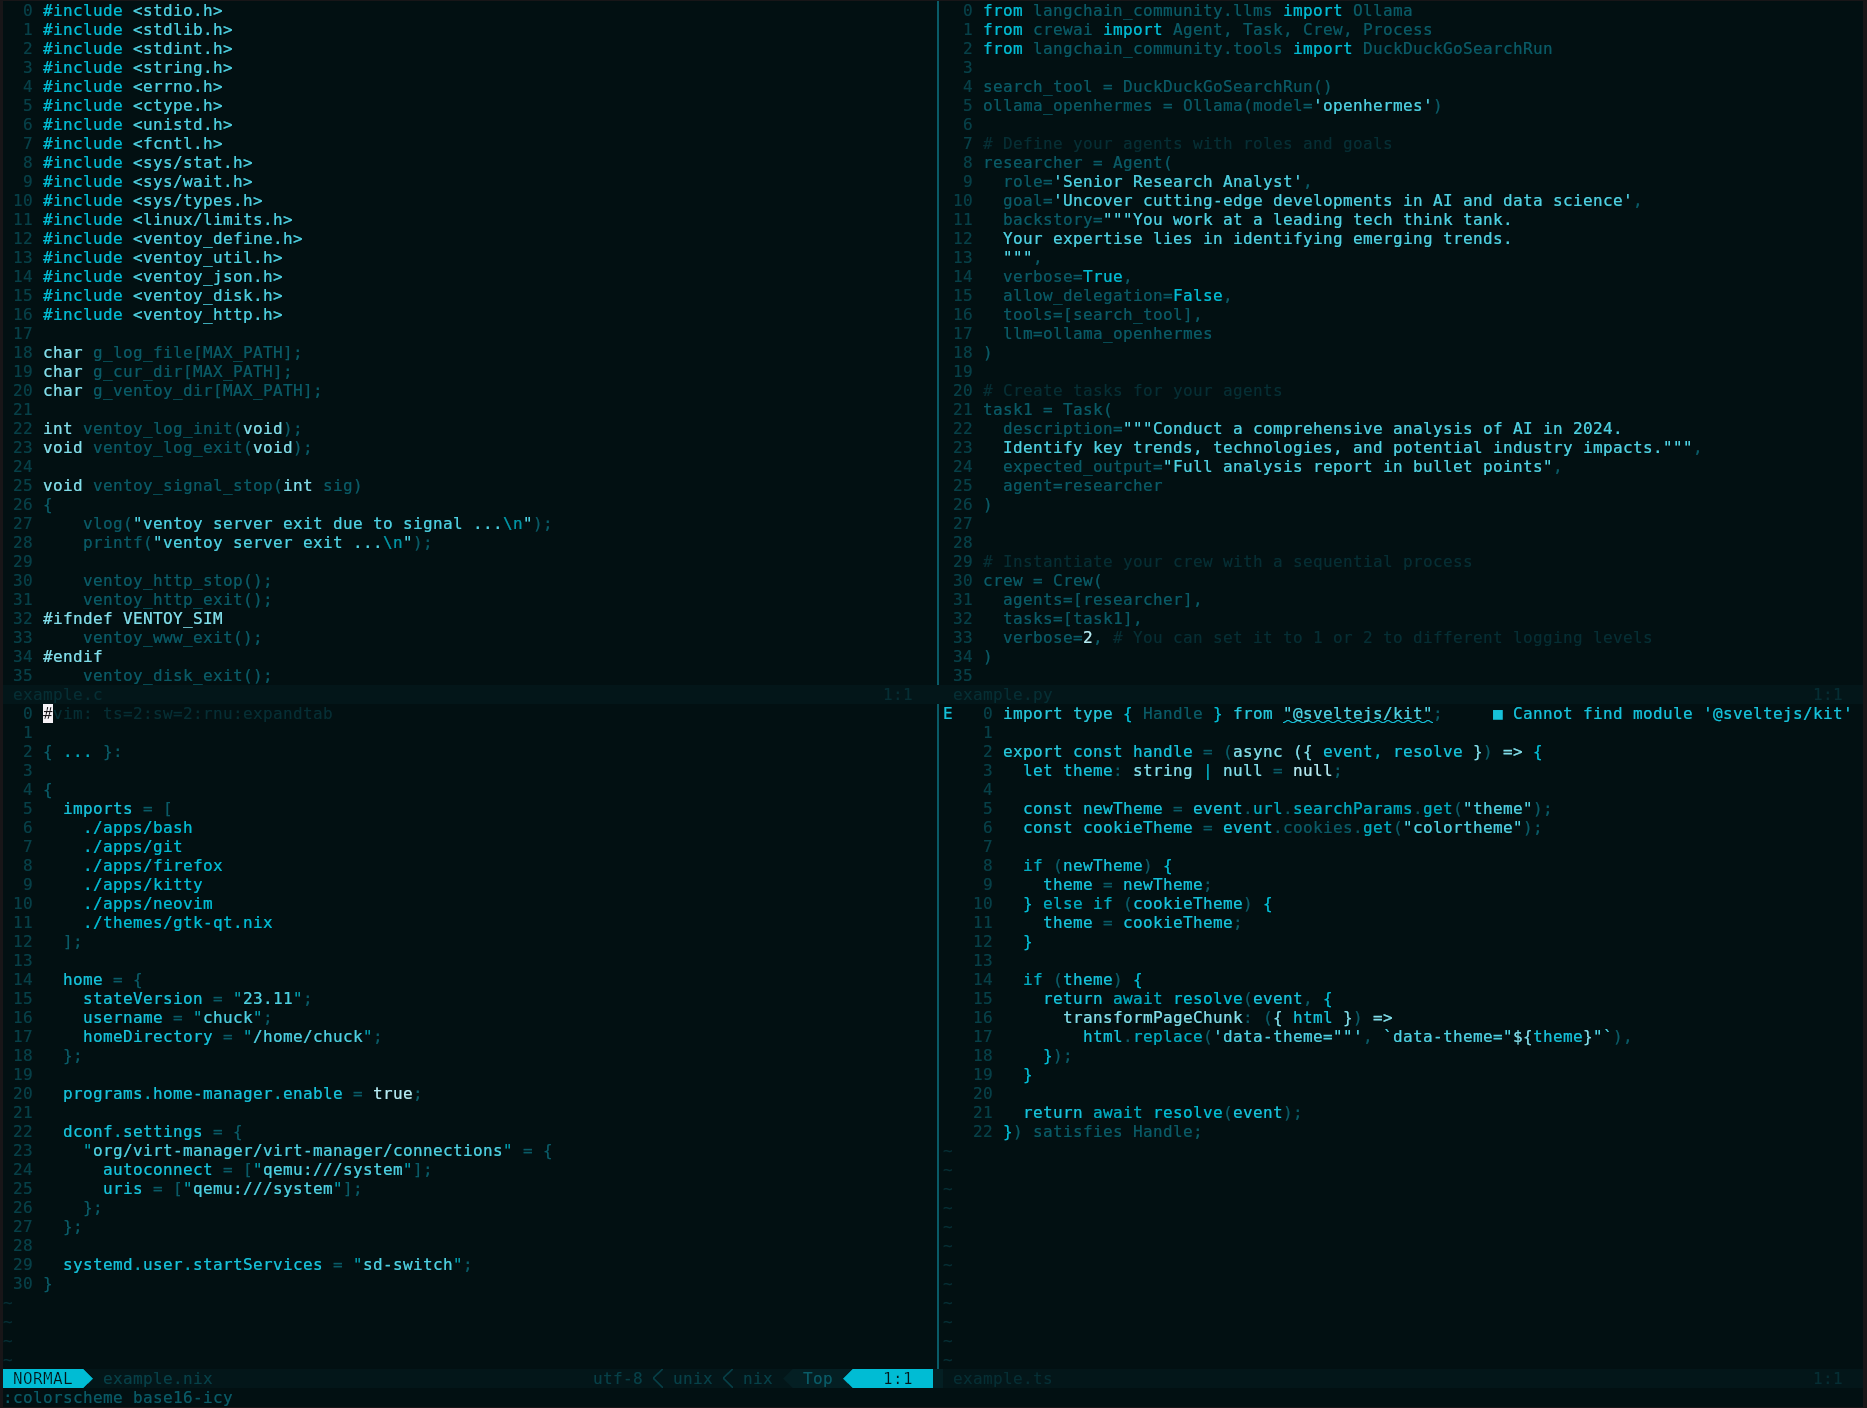 0 #include <stdio.h>
1 #include <stdlib.h>
2 #include <stdint.h>
3 #include <string.h>
4 #include <errno.h>
5 #include <ctype.h>
6 #include <unistd.h>
7 #include <fcntl.h>
8 #include <sys/stat.h>
9 #include <sys/wait.h>
10 #include <sys/types.h>
11 #include <linux/limits.h>
12 #include <ventoy_define.h>
13 #include <ventoy_util.h>
14 #include <ventoy_json.h>
15 #include <ventoy_disk.h>
16 #include <ventoy_http.h>
17
18 char g_log_file[MAX_PATH];
19 char g_cur_dir[MAX_PATH];
20 char g_ventoy_dir[MAX_PATH];
21
22 int ventoy_log_init(void);
23 void ventoy_log_exit(void);
24
25 void ventoy_signal_stop(int sig)
26 {
27     vlog("ventoy server exit due to signal ...\n");
28     printf("ventoy server exit ...\n");
29
30     ventoy_http_stop();
31     ventoy_http_exit();
32 #ifndef VENTOY_SIM
33     ventoy_www_exit();
34 #endif
35     ventoy_disk_exit();
example.c 1:1
0 from langchain_community.llms import Ollama
1 from crewai import Agent, Task, Crew, Process
2 from langchain_community.tools import DuckDuckGoSearchRun
3
4 search_tool = DuckDuckGoSearchRun()
5 ollama_openhermes = Ollama(model='openhermes')
6
7 # Define your agents with roles and goals
8 researcher = Agent(
9   role='Senior Research Analyst',
10   goal='Uncover cutting-edge developments in AI and data science',
11   backstory="""You work at a leading tech think tank.
12   Your expertise lies in identifying emerging trends.
13   """,
14   verbose=True,
15   allow_delegation=False,
16   tools=[search_tool],
17   llm=ollama_openhermes
18 )
19
20 # Create tasks for your agents
21 task1 = Task(
22   description="""Conduct a comprehensive analysis of AI in 2024.
23   Identify key trends, technologies, and potential industry impacts.""",
24   expected_output="Full analysis report in bullet points",
25   agent=researcher
26 )
27
28
29 # Instantiate your crew with a sequential process
30 crew = Crew(
31   agents=[researcher],
32   tasks=[task1],
33   verbose=2, # You can set it to 1 or 2 to different logging levels
34 )
35
example.py 1:1
0 #vim: ts=2:sw=2:rnu:expandtab
1
2 { ... }:
3
4 {
5   imports = [
6     ./apps/bash
7     ./apps/git
8     ./apps/firefox
9     ./apps/kitty
10     ./apps/neovim
11     ./themes/gtk-qt.nix
12   ];
13
14   home = {
15     stateVersion = "23.11";
16     username = "chuck";
17     homeDirectory = "/home/chuck";
18   };
19
20   programs.home-manager.enable = true;
21
22   dconf.settings = {
23     "org/virt-manager/virt-manager/connections" = {
24       autoconnect = ["qemu:///system"];
25       uris = ["qemu:///system"];
26     };
27   };
28
29   systemd.user.startServices = "sd-switch";
30 }
~
~
~
~
NORMAL example.nix utf-8 unix nix Top 1:1
E 0 import type { Handle } from "@sveltejs/kit"; ■ Cannot find module '@sveltejs/kit'
1
2 export const handle = (async ({ event, resolve }) => {
3   let theme: string | null = null;
4
5   const newTheme = event.url.searchParams.get("theme");
6   const cookieTheme = event.cookies.get("colortheme");
7
8   if (newTheme) {
9     theme = newTheme;
10   } else if (cookieTheme) {
11     theme = cookieTheme;
12   }
13
14   if (theme) {
15     return await resolve(event, {
16       transformPageChunk: ({ html }) =>
17         html.replace('data-theme=""', `data-theme="${theme}"`),
18     });
19   }
20
21   return await resolve(event);
22 }) satisfies Handle;
~
~
~
~
~
~
~
~
~
~
~
~
example.ts 1:1
:colorscheme base16-icy